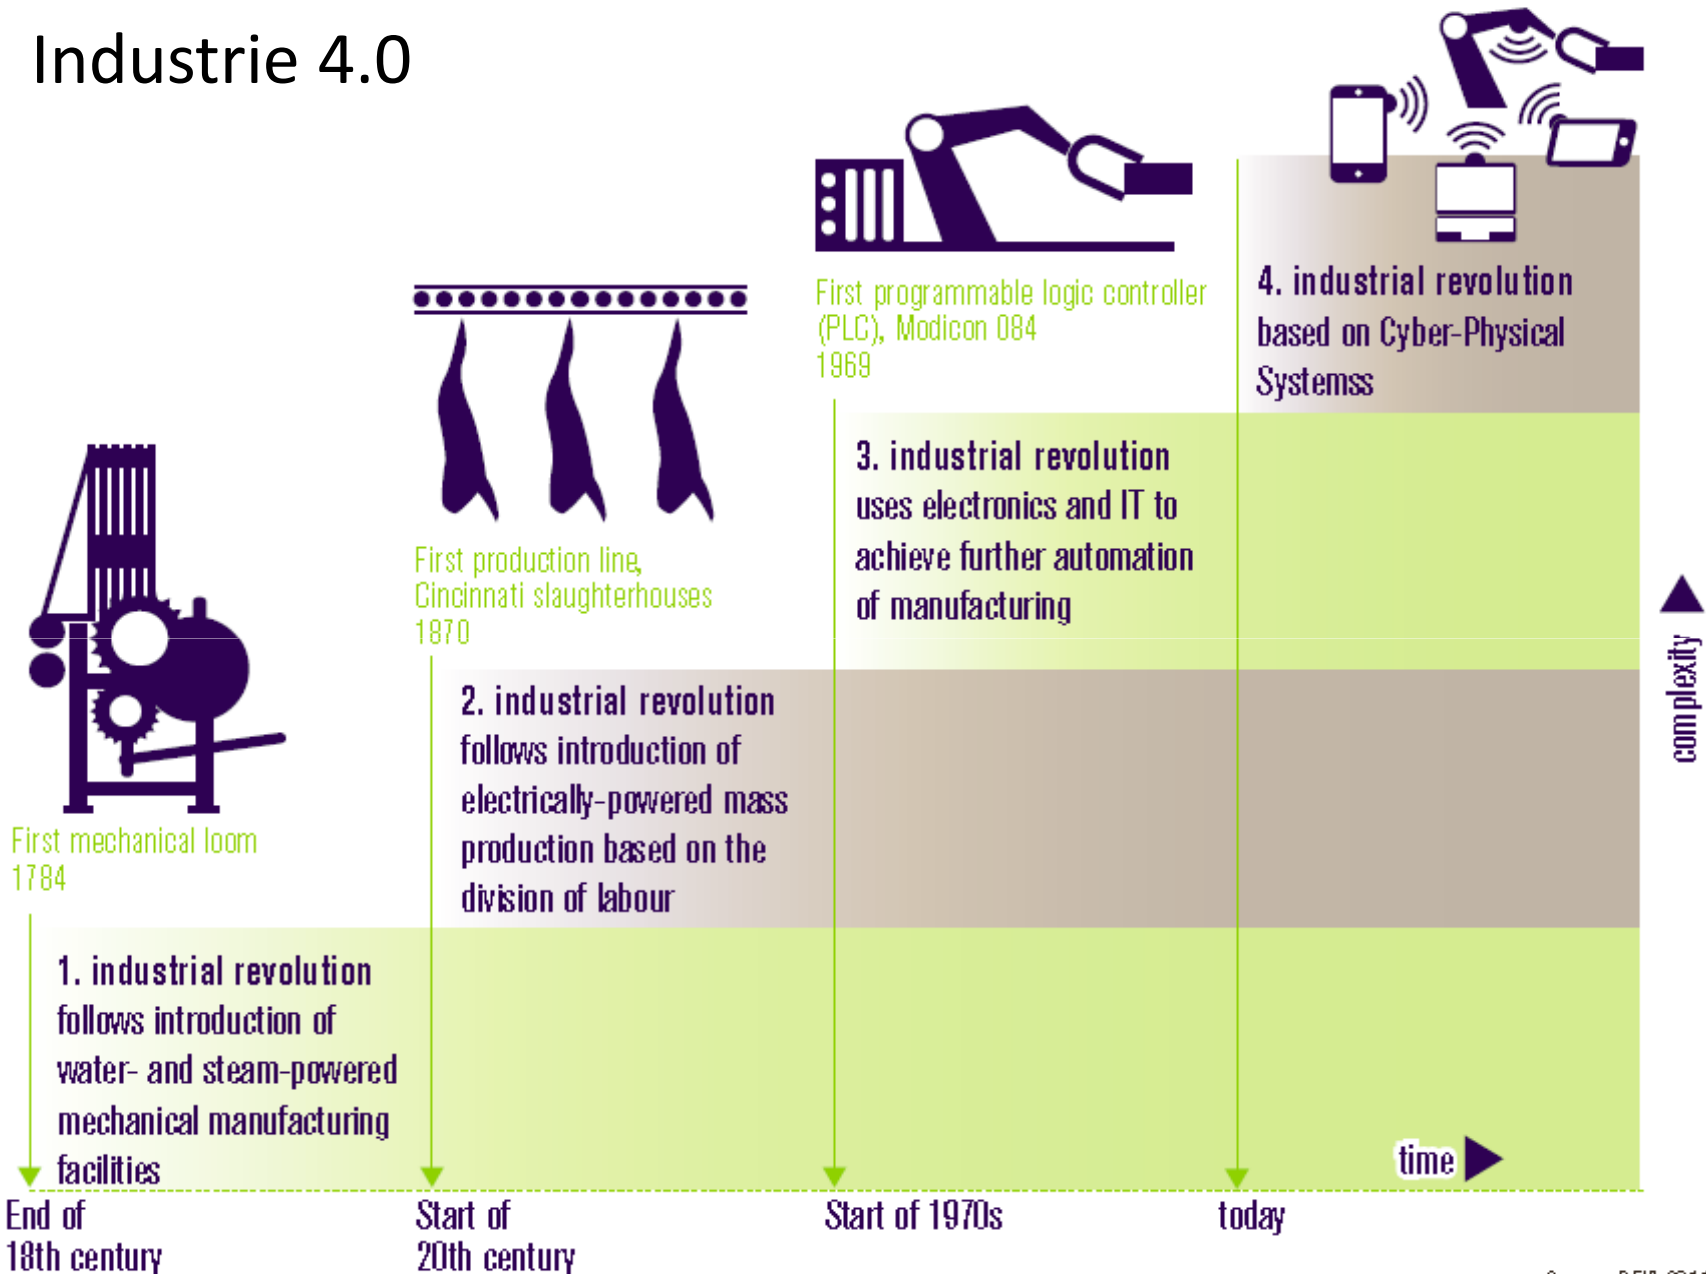 Industrie 4.0
First programmable logic controller
(PLC), Modicon 084
1969
4. industrial revolution
based on Cyber-Physical
Systemss
3. industrial revolution
uses electronics and IT to
achieve further automation
of manufacturing
First production line,
Cincinnati slaughterhouses
1870
2. industrial revolution
follows introduction of
electrically-powered mass
production based on the
division of labour
First mechanical loom
1784
1. industrial revolution
follows introduction of
water- and steam-powered
mechanical manufacturing
facilities
complexity
time
End of
18th century
Start of
20th century
Start of 1970s
today